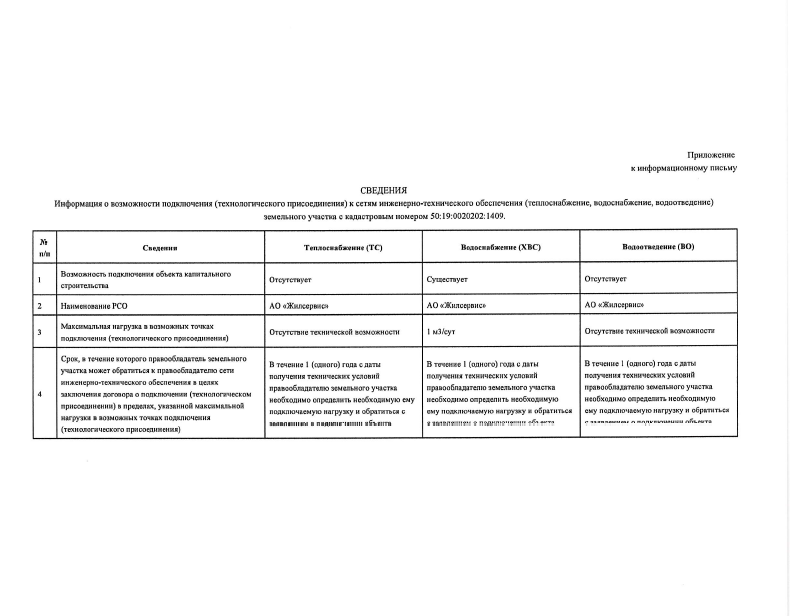 Приложение
к информационному письму
СВЕДЕНИЯ
Информация о возможности подключения (технологического присоединения) к сетям инженерно-технического обеспечения (теплоснабжение, водоснабжение, водоотведение)
земельного участка с кадастровым номером 50:19:0020202:1409.
№
п/п
Сведения
Теплоснабжение (ТС)
Водоснабжение (ХВС)
Водоотведение (ВО)
1
Возможность подключения объекта капитального
строительства
Отсутствует
Существует
Отсутствует
2
Наименование РСО
АО «Жилсервис»
АО «Жилсервис»
АО «Жилсервис»
3
Максимальная нагрузка в возможных точках
подключения (технологического присоединения)
Отсутствие технической возможности
1 м3/сут
Отсутствие технической возможности
4
Срок, в течение которого правообладатель земельного
участка может обратиться к правообладателю сети
инженерно-технического обеспечения в целях
заключения договора о подключении (технологическом
присоединении) в пределах, указанной максимальной
нагрузки в возможных точках подключения
(технологического присоединения)
В течение 1 (одного) года с даты
получения технических условий
правообладателю земельного участка
необходимо определить необходимую ему
подключаемую нагрузку и обратиться с
В течение 1 (одного) года с даты
получения технических условий
правообладателю земельного участка
необходимо определить необходимую
ему подключаемую нагрузку и обратиться
В течение 1 (одного) года с даты
получения технических условий
правообладателю земельного участка
необходимо определить необходимую
ему подключаемую нагрузку и обратиться
с заявлением о подключении объекта